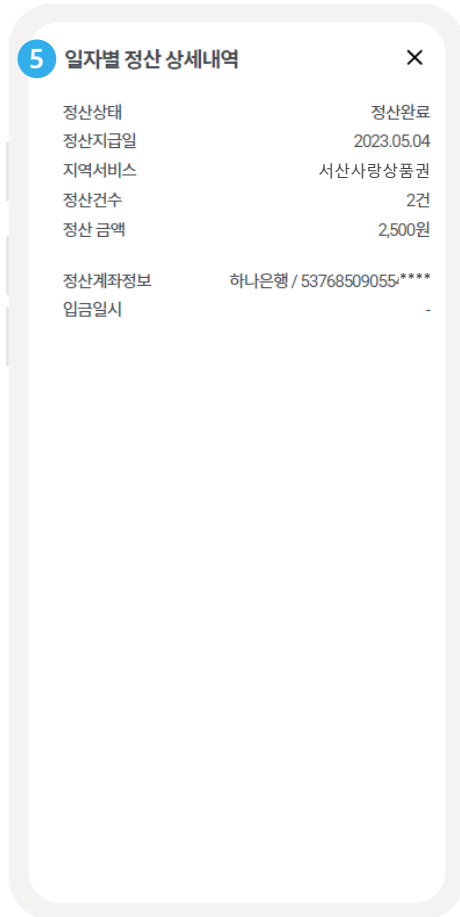 5 일자별 정산 상세내역 ×
정산상태 정산완료
정산지급일 2023.05.04
지역서비스 서산사랑상품권
정산건수 2건
정산 금액 2,500원
정산계좌정보 하나은행 / 537685090554****
입금일시 -